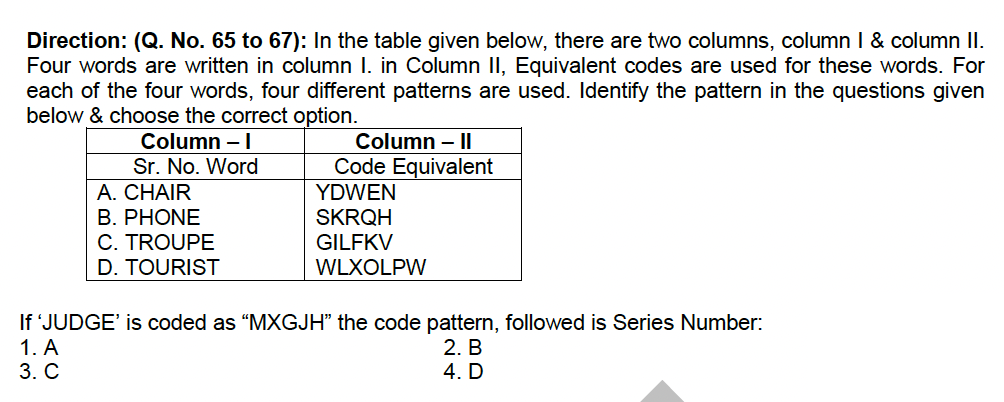 Direction: (Q. No. 65 to 67): In the table given below, there are two columns, column I & column II.
Four words are written in column I. in Column II, Equivalent codes are used for these words. For
each of the four words, four different patterns are used. Identify the pattern in the questions given
below & choose the correct option.
Column – I Column – II
Sr. No. Word Code Equivalent
A. CHAIR YDWEN
B. PHONE SKRQH
C. TROUPE GILFKV
D. TOURIST WLXOLPW
If ‘JUDGE’ is coded as “MXGJH” the code pattern, followed is Series Number:
1. A 2. B
3. C 4. D